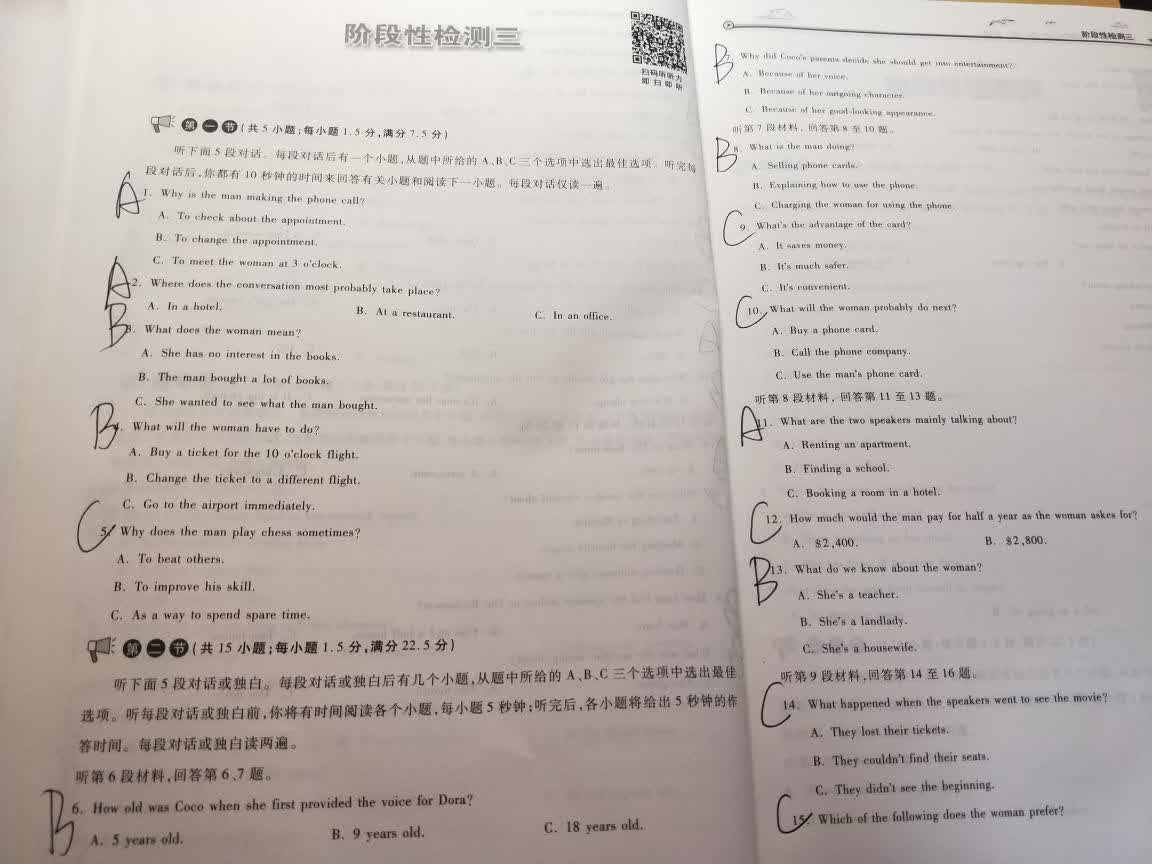 阶段性检测三
扫码听听力
即扫即听
第一节(共5小题;每小题1.5分,满分7.5分)
听下面5段对话。每段对话后有一个小题,从题中所给的A、B、C三个选项中选出最佳选项。听完每
段对话后,你都有10秒钟的时间来回答有关小题和阅读下一小题。每段对话仅读一遍。
A 1. Why is the man making the phone call?
A. To check about the appointment.
B. To change the appointment.
C. To meet the woman at 3 o'clock.
A 2. Where does the conversation most probably take place?
A. In a hotel. B. At a restaurant. C. In an office.
B 3. What does the woman mean?
A. She has no interest in the books.
B. The man bought a lot of books.
C. She wanted to see what the man bought.
B 4. What will the woman have to do?
A. Buy a ticket for the 10 o'clock flight.
B. Change the ticket to a different flight.
C. Go to the airport immediately.
C 5. Why does the man play chess sometimes?
A. To beat others.
B. To improve his skill.
C. As a way to spend spare time.
第二节(共15小题;每小题1.5分,满分22.5分)
听下面5段对话或独白。每段对话或独白后有几个小题,从题中所给的A、B、C三个选项中选出最佳
选项。听每段对话或独白前,你将有时间阅读各个小题,每小题5秒钟;听完后,各小题将给出5秒钟的作
答时间。每段对话或独白读两遍。
听第6段材料,回答第6、7题。
B 6. How old was Coco when she first provided the voice for Dora?
A. 5 years old. B. 9 years old. C. 18 years old.
阶段性检测三
B 7. Why did Coco's parents decide she should get into entertainment?
A. Because of her voice.
B. Because of her outgoing character.
C. Because of her good-looking appearance.
听第7段材料,回答第8至10题。
B 8. What is the man doing?
A. Selling phone cards.
B. Explaining how to use the phone.
C. Charging the woman for using the phone.
C 9. What's the advantage of the card?
A. It saves money.
B. It's much safer.
C. It's convenient.
C 10. What will the woman probably do next?
A. Buy a phone card.
B. Call the phone company.
C. Use the man's phone card.
听第8段材料,回答第11至13题。
A 11. What are the two speakers mainly talking about?
A. Renting an apartment.
B. Finding a school.
C. Booking a room in a hotel.
C 12. How much would the man pay for half a year as the woman askes for?
A. $2,400. B. $2,800.
B 13. What do we know about the woman?
A. She's a teacher.
B. She's a landlady.
C. She's a housewife.
听第9段材料,回答第14至16题。
C 14. What happened when the speakers went to see the movie?
A. They lost their tickets.
B. They couldn't find their seats.
C. They didn't see the beginning.
C 15. Which of the following does the woman prefer?